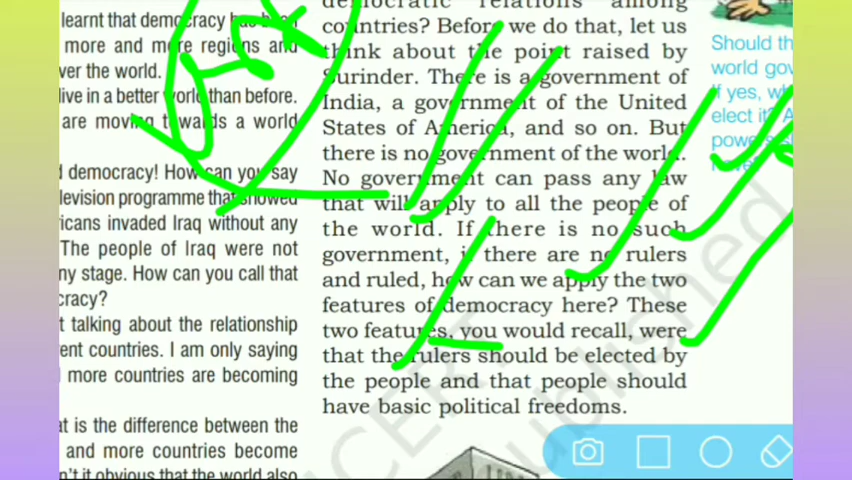 learnt that democracy has been
more and more regions and
ver the world.
live in a better world than before.
are moving towards a world
d democracy! How can you say
levision programme that showed
ricans invaded Iraq without any
The people of Iraq were not
ny stage. How can you call that
cracy?
t talking about the relationship
ent countries. I am only saying
more countries are becoming
at is the difference between the
and more countries become
n't it obvious that the world also
democratic relations among
countries? Before we do that, let us
think about the point raised by
Surinder. There is a government of
India, a government of the United
States of America, and so on. But
there is no government of the world.
No government can pass any law
that will apply to all the people of
the world. If there is no such
government, if there are no rulers
and ruled, how can we apply the two
features of democracy here? These
two features, you would recall, were
that the rulers should be elected by
the people and that people should
have basic political freedoms.
Should th
world gov
If yes, wh
elect it? A
powers s
NCERT
published